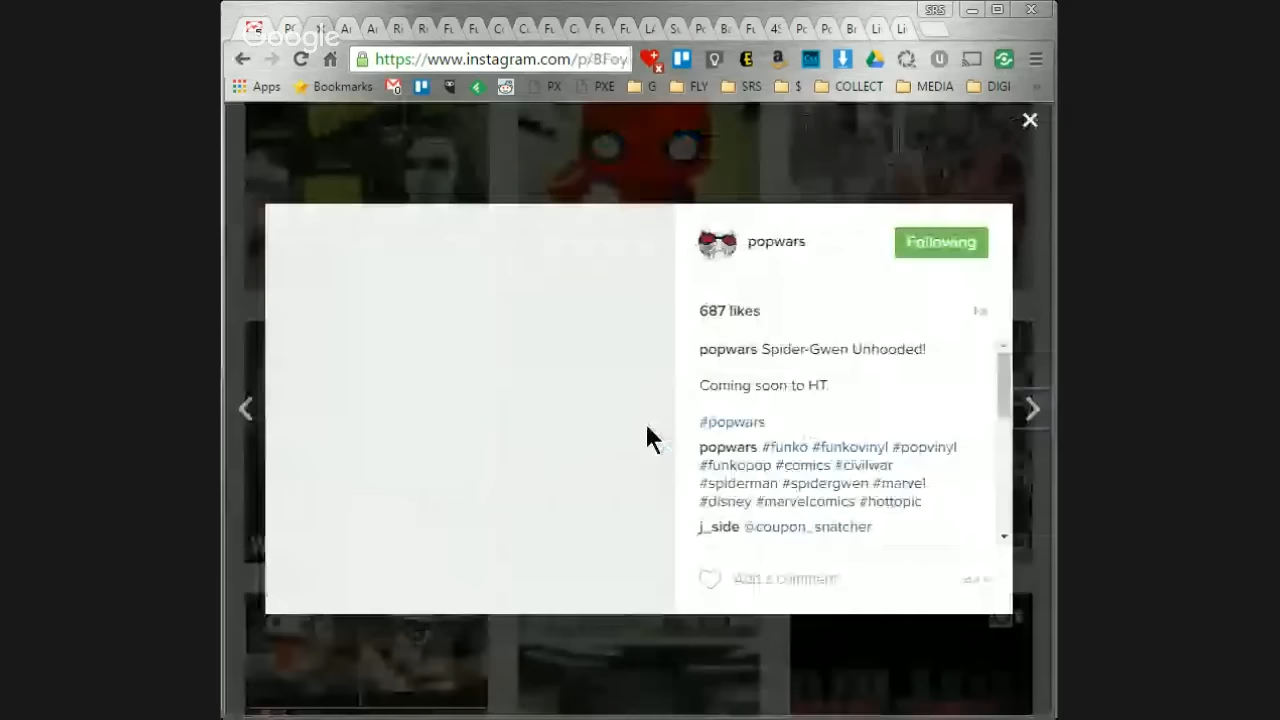 SRS
Google
https://www.instagram.com/p/BFoy
Apps Bookmarks PX PXE G FLY SRS $ COLLECT MEDIA DIGI
popwars
Following
687 likes
popwars Spider-Gwen Unhooded!
Coming soon to HT.
#popwars
popwars #funko #funkovinyl #popvinyl
#funkopop #comics #civilwar
#spiderman #spidergwen #marvel
#disney #marvelcomics #hottopic
j_side @coupon_snatcher
Add a comment